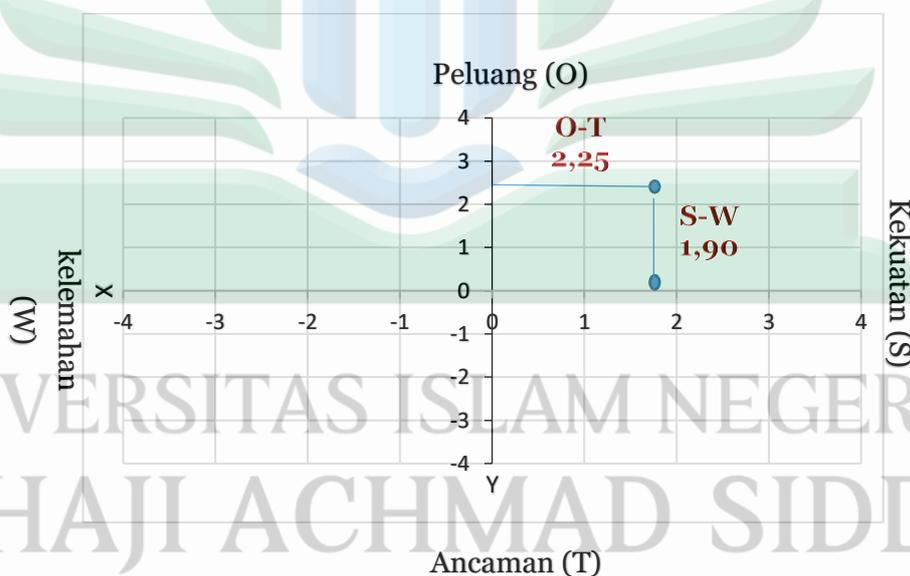 Peluang (O)
4
O-T
2,25
3
2
S-W
1,90
1
0
-4 -3 -2 -1 0 1 2 3 4
-1
-2
-3
-4
X
Y
kelemahan
(W)
Kekuatan (S)
Ancaman (T)
VERSITAS ISLAM NEGER
HAJI ACHMAD SIDD